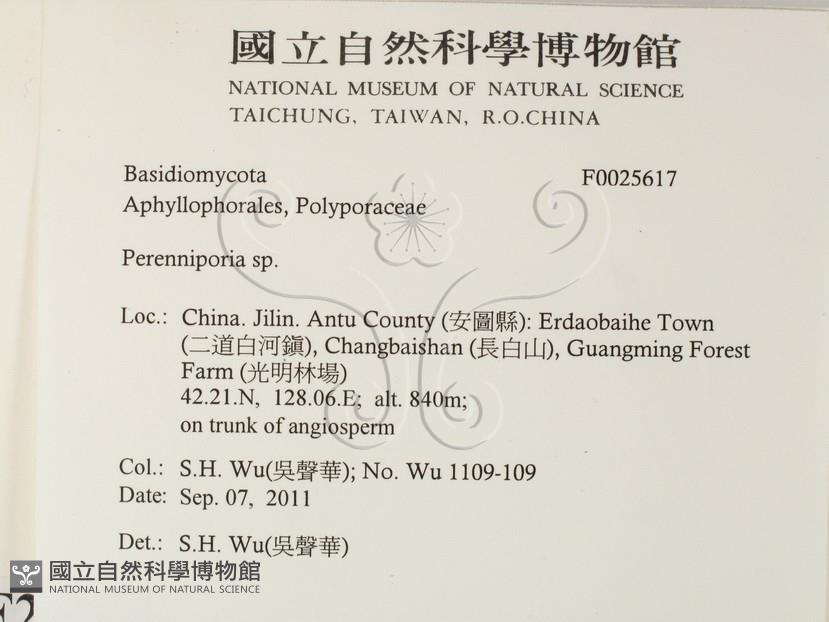 國立自然科學博物館
NATIONAL MUSEUM OF NATURAL SCIENCE
TAICHUNG, TAIWAN, R.O.CHINA
Basidiomycota F0025617
Aphyllophorales, Polyporaceae
Perenniporia sp.
Loc.: China. Jilin. Antu County (安圖縣): Erdaobaihe Town
(二道白河鎮), Changbaishan (長白山), Guangming Forest
Farm (光明林場)
42.21.N, 128.06.E; alt. 840m;
on trunk of angiosperm
Col.: S.H. Wu(吳聲華); No. Wu 1109-109
Date: Sep. 07, 2011
Det.: S.H. Wu(吳聲華)
國立自然科學博物館
NATIONAL MUSEUM OF NATURAL SCIENCE